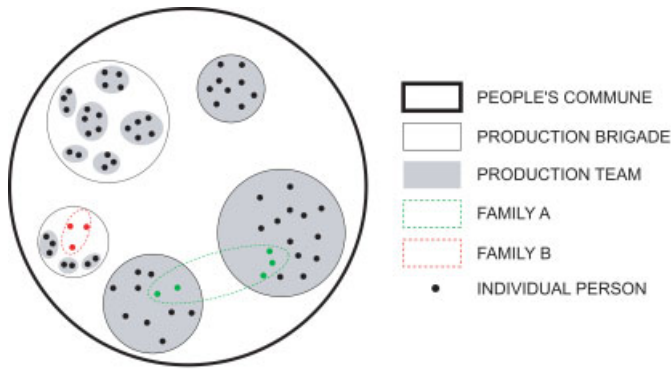 PEOPLE'S COMMUNE
PRODUCTION BRIGADE
PRODUCTION TEAM
FAMILY A
FAMILY B
INDIVIDUAL PERSON